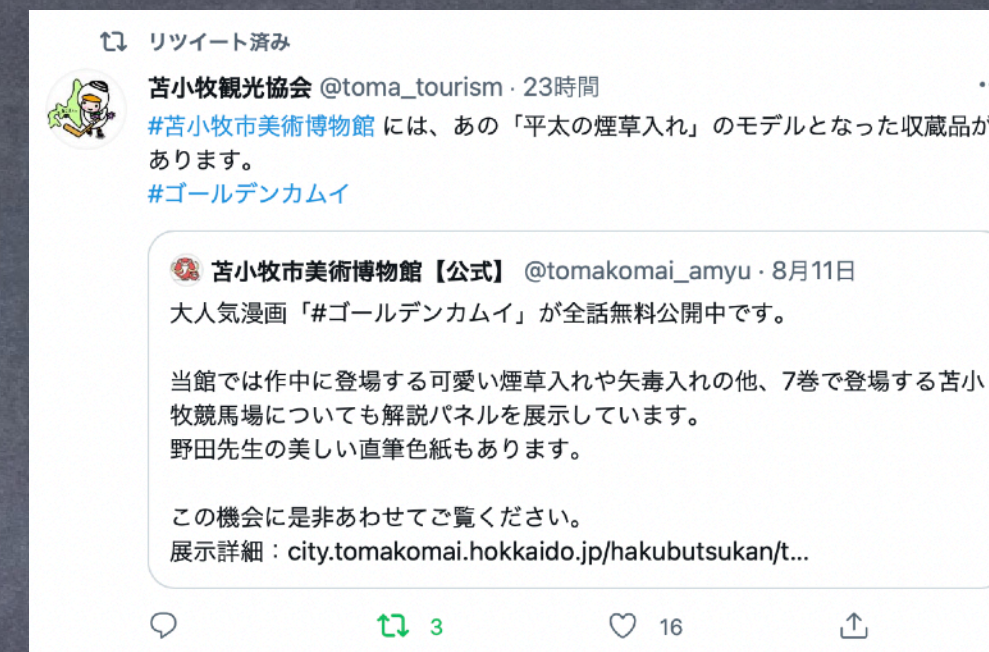 リツイート済み
苫小牧観光協会 @toma_tourism · 23時間
#苫小牧市美術博物館 には、あの「平太の煙草入れ」のモデルとなった収蔵品が
あります。
#ゴールデンカムイ
苫小牧市美術博物館【公式】 @tomakomai_amyu · 8月11日
大人気漫画「#ゴールデンカムイ」が全話無料公開中です。
当館では作中に登場する可愛い煙草入れや矢毒入れの他、7巻で登場する苫小
牧競馬場についても解説パネルを展示しています。
野田先生の美しい直筆色紙もあります。
この機会に是非あわせてご覧ください。
展示詳細：city.tomakomai.hokkaido.jp/hakubutsukan/t...
3 16